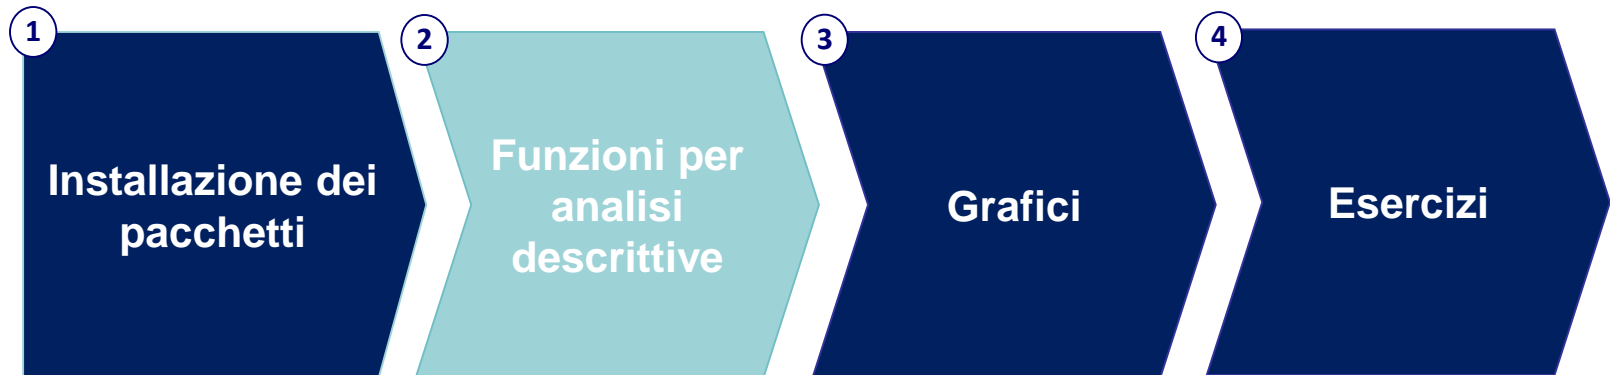 1
Installazione dei
pacchetti
2
Funzioni per
analisi
descrittive
3
Grafici
4
Esercizi